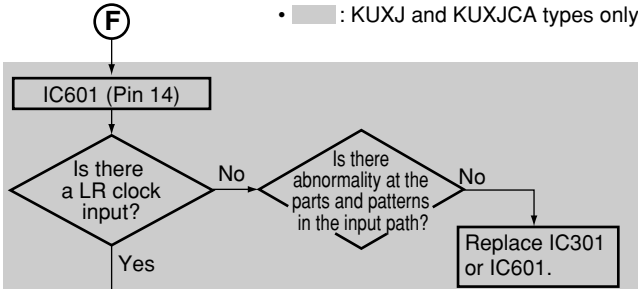 F
• : KUXJ and KUXJCA types only
IC601 (Pin 14)
Is there
a LR clock
input?
No
Is there
abnormality at the
parts and patterns
in the input path?
No
Replace IC301
or IC601.
Yes